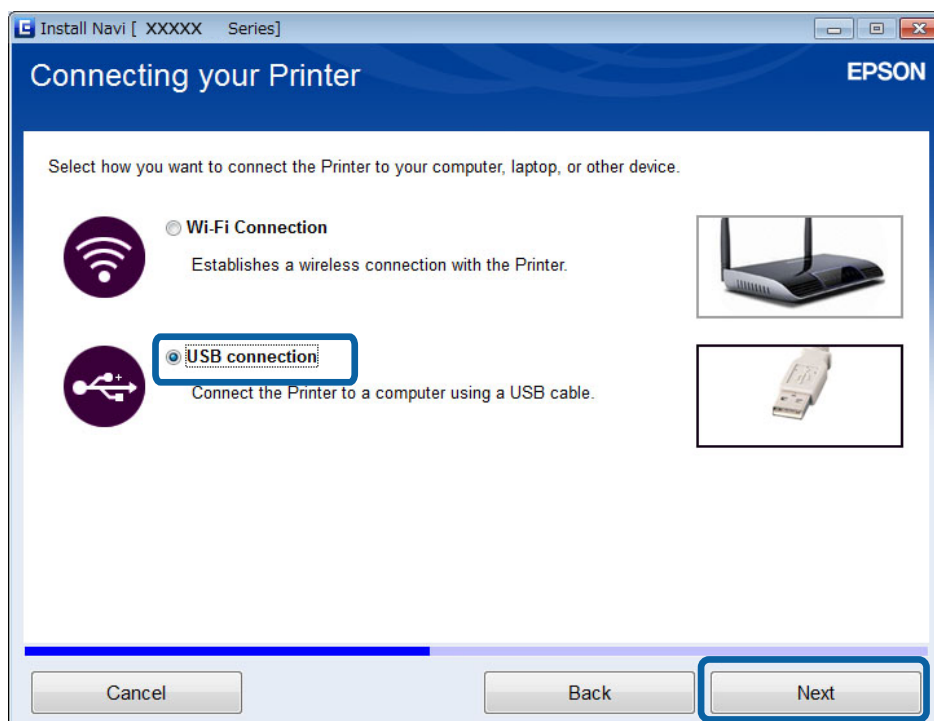 Install Navi [ XXXXX Series]
Connecting your Printer
EPSON
Select how you want to connect the Printer to your computer, laptop, or other device.
Wi-Fi Connection
Establishes a wireless connection with the Printer.
USB connection
Connect the Printer to a computer using a USB cable.
Cancel
Back
Next